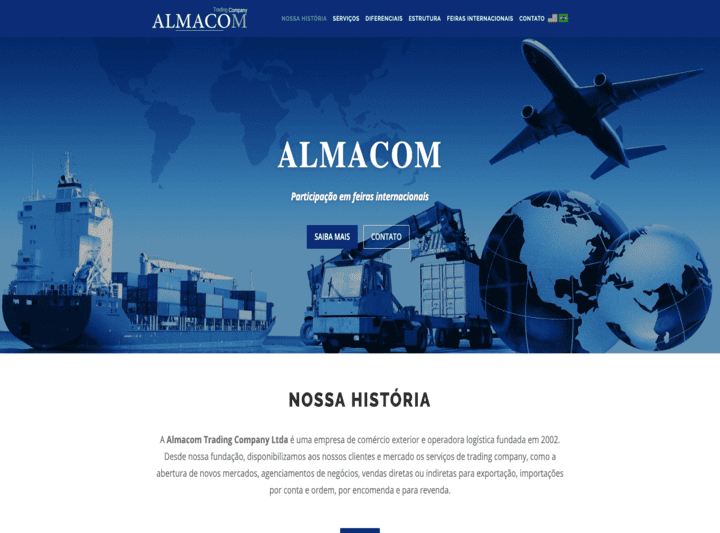 Trading Company
ALMACOM
NOSSA HISTÓRIA SERVIÇOS DIFERENCIAIS ESTRUTURA FEIRAS INTERNACIONAIS CONTATO
ALMACOM
Participação em feiras internacionais
SAIBA MAIS CONTATO
NOSSA HISTÓRIA
A Almacom Trading Company Ltda é uma empresa de comércio exterior e operadora logística fundada em 2002.
Desde nossa fundação, disponibilizamos aos nossos clientes e mercado os serviços de trading company, como a
abertura de novos mercados, agenciamentos de negócios, vendas diretas ou indiretas para exportação, importações
por conta e ordem, por encomenda e para revenda.